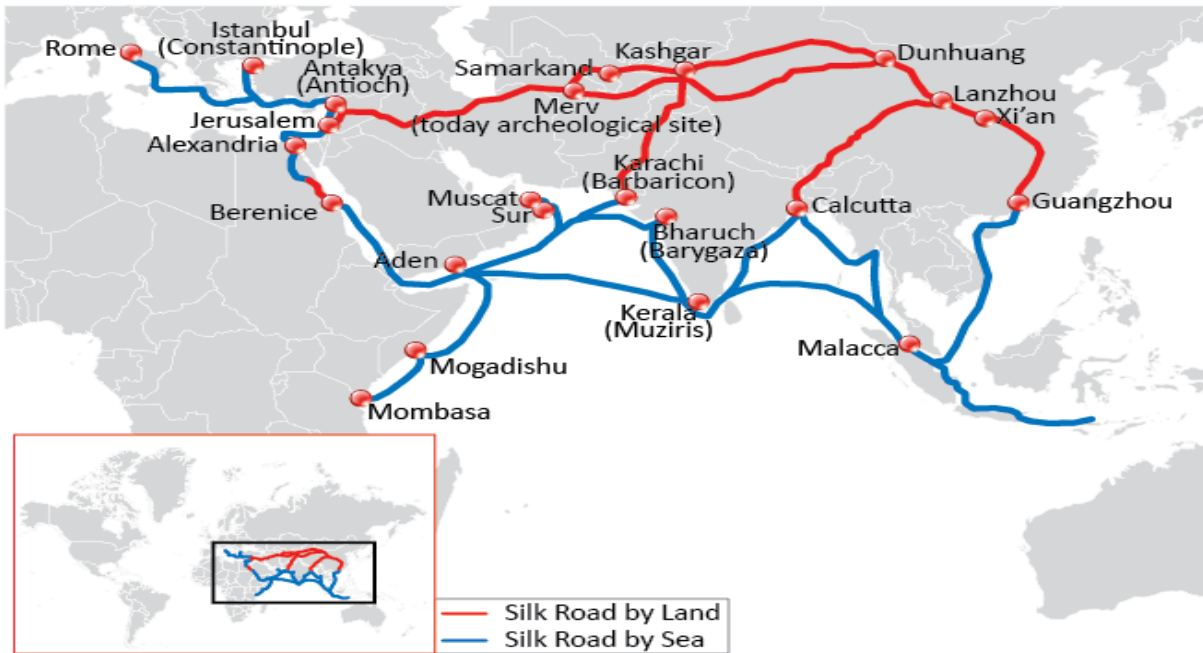 Istanbul
(Constantinople)
Rome
Antakya
(Antioch)
Jerusalem
Alexandria
Berenice
Samarkand
Kashgar
Merv
(today archeological site)
Dunhuang
Lanzhou
Xi'an
Karachi
(Barbaricon)
Muscat
Sur
Bharuch
(Barygaza)
Calcutta
Guangzhou
Aden
Kerala
(Muziris)
Malacca
Mogadishu
Mombasa
Silk Road by Land
Silk Road by Sea